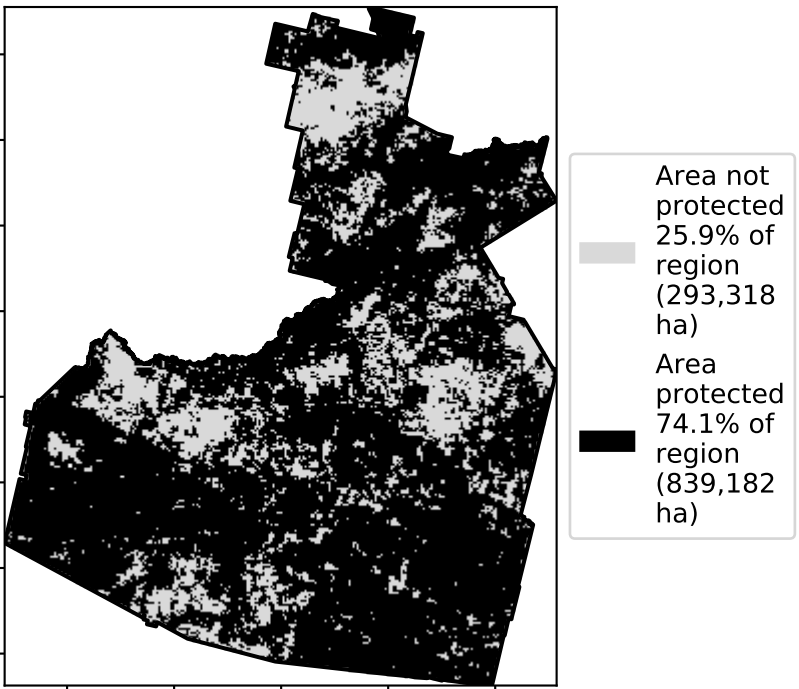 Area not
protected
25.9% of
region
(293,318
ha)
Area
protected
74.1% of
region
(839,182
ha)